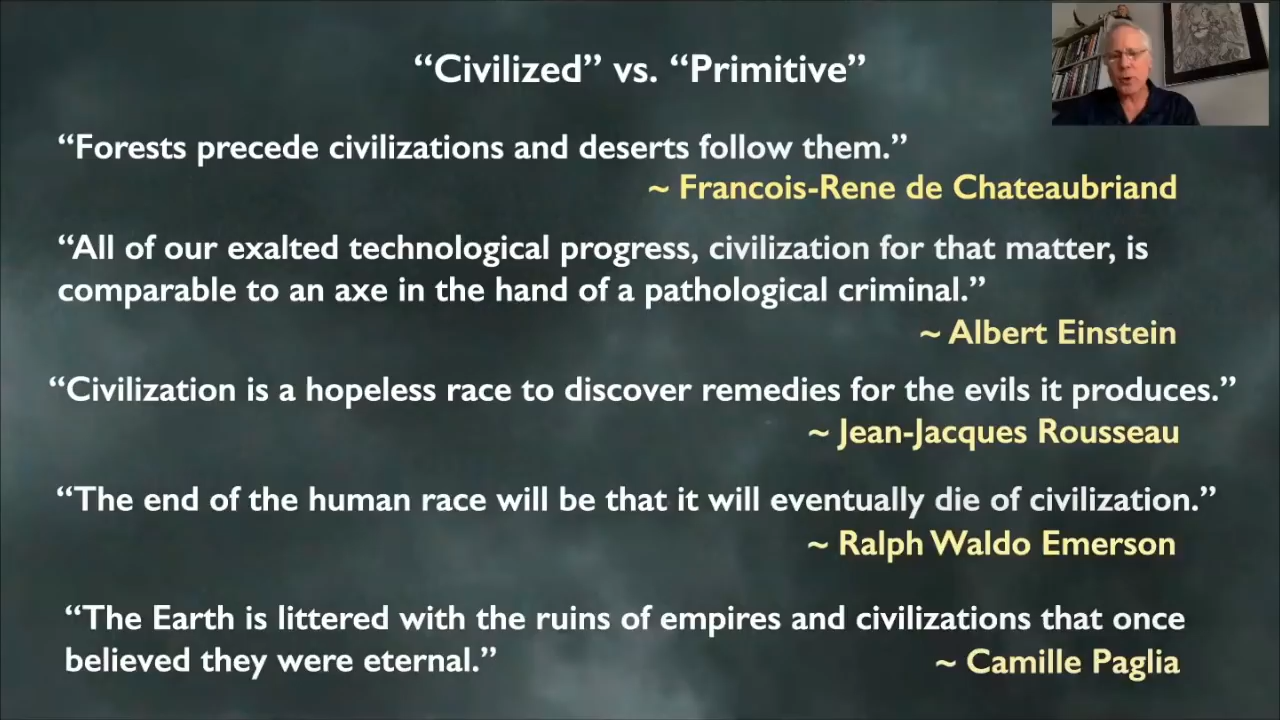 “Civilized” vs. “Primitive”
“Forests precede civilizations and deserts follow them.”
~ Francois-Rene de Chateaubriand
“All of our exalted technological progress, civilization for that matter, is
comparable to an axe in the hand of a pathological criminal.”
~ Albert Einstein
“Civilization is a hopeless race to discover remedies for the evils it produces.”
~ Jean-Jacques Rousseau
“The end of the human race will be that it will eventually die of civilization.”
~ Ralph Waldo Emerson
“The Earth is littered with the ruins of empires and civilizations that once
believed they were eternal.”
~ Camille Paglia